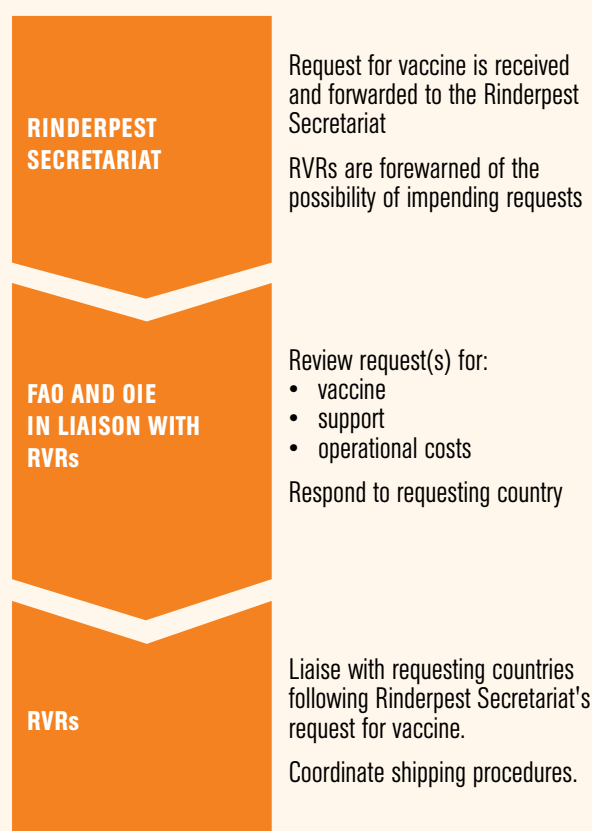 RINDERPEST
SECRETARIAT
Request for vaccine is received
and forwarded to the Rinderpest
Secretariat
RVRs are forewarned of the
possibility of impending requests
FAO AND OIE
IN LIAISON WITH
RVRs
Review request(s) for:
• vaccine
• support
• operational costs
Respond to requesting country
RVRs
Liaise with requesting countries
following Rinderpest Secretariat's
request for vaccine.
Coordinate shipping procedures.